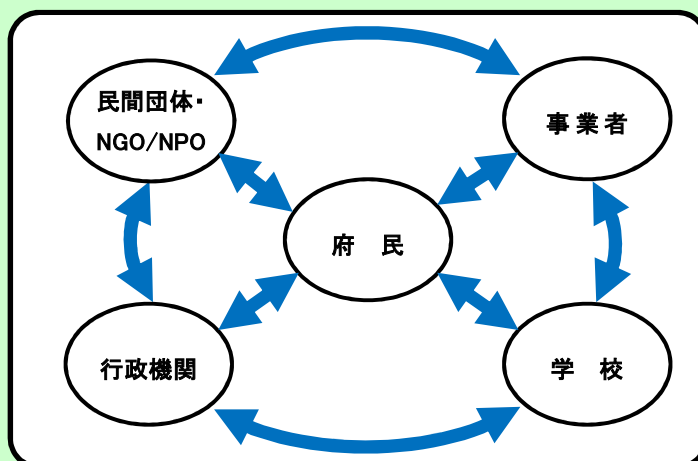 民間団体・
NGO/NPO
事業者
府　民
行政機関
学　校